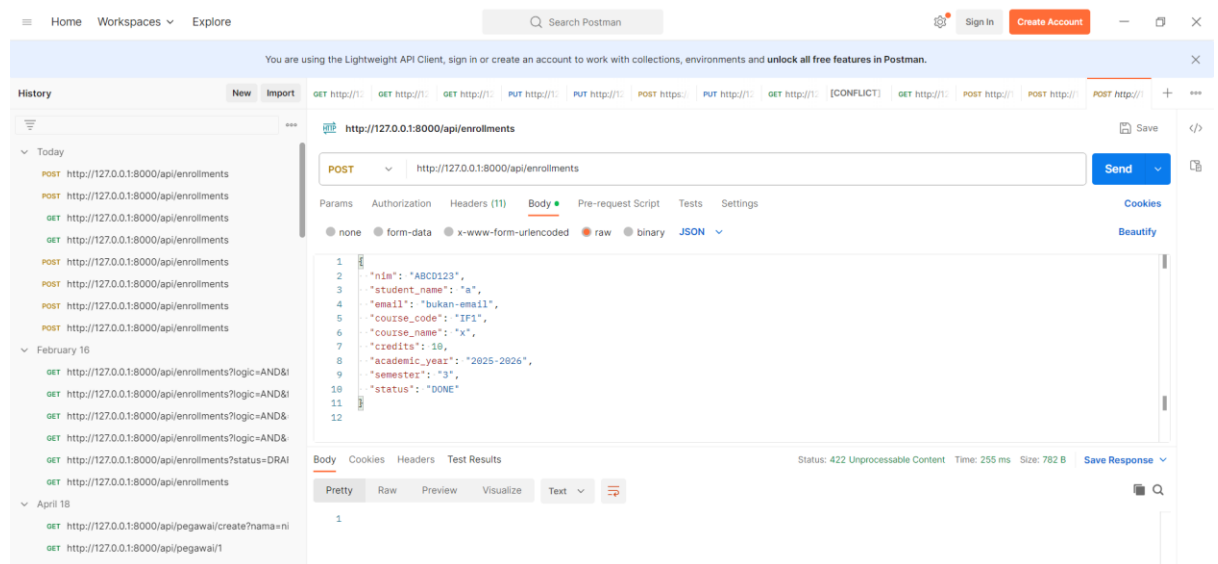 Home Workspaces Explore Search Postman Sign In Create Account
You are using the Lightweight API Client, sign in or create an account to work with collections, environments and unlock all free features in Postman.
History New Import
GET http://12 GET http://12 GET http://12 PUT http://12 PUT http://12 POST https:/ PUT http://12 GET http://12 [CONFLICT] GET http://12 POST http:// POST http:// POST http://
HTTP http://127.0.0.1:8000/api/enrollments Save
Today
POST http://127.0.0.1:8000/api/enrollments
POST http://127.0.0.1:8000/api/enrollments
GET http://127.0.0.1:8000/api/enrollments
GET http://127.0.0.1:8000/api/enrollments
POST http://127.0.0.1:8000/api/enrollments
POST http://127.0.0.1:8000/api/enrollments
POST http://127.0.0.1:8000/api/enrollments
POST http://127.0.0.1:8000/api/enrollments
February 16
GET http://127.0.0.1:8000/api/enrollments?logic=AND&f
GET http://127.0.0.1:8000/api/enrollments?logic=AND&f
GET http://127.0.0.1:8000/api/enrollments?logic=AND&
GET http://127.0.0.1:8000/api/enrollments?logic=AND&
GET http://127.0.0.1:8000/api/enrollments?status=DRAF
GET http://127.0.0.1:8000/api/enrollments
April 18
GET http://127.0.0.1:8000/api/pegawai/create?nama=ni
GET http://127.0.0.1:8000/api/pegawai/1
POST http://127.0.0.1:8000/api/enrollments Send
Params Authorization Headers (11) Body Pre-request Script Tests Settings Cookies
none form-data x-www-form-urlencoded raw binary JSON Beautify
1 {
2 "nim": "ABCD123",
3 "student_name": "a",
4 "email": "bukan-email",
5 "course_code": "IF1",
6 "course_name": "x",
7 "credits": 10,
8 "academic_year": "2025-2026",
9 "semester": "3",
10 "status": "DONE"
11 }
12
Body Cookies Headers Test Results Status: 422 Unprocessable Content Time: 255 ms Size: 782 B Save Response
Pretty Raw Preview Visualize Text
1